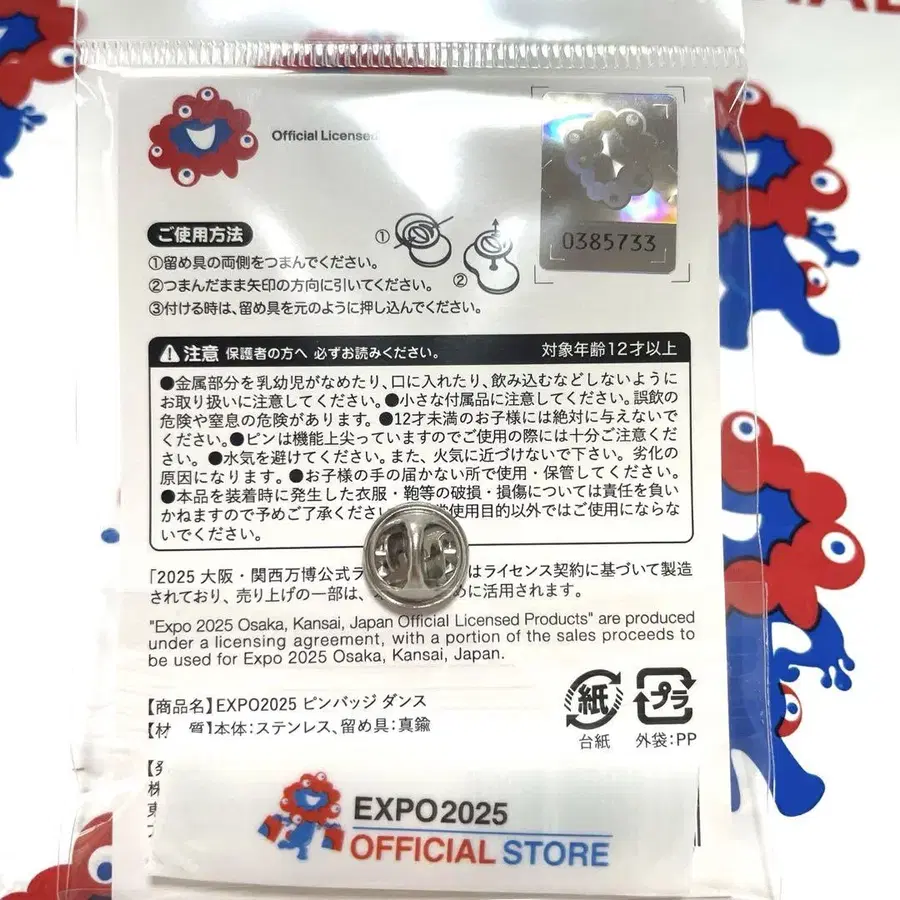 Official Licensed
0385733
ご使用方法
①
②
①留め具の両側をつまんでください。
②つまんだまま矢印の方向に引いてください。
③付ける時は、留め具を元のように押し込んでください。
注意 保護者の方へ 必ずお読みください。 対象年齢12才以上
●金属部分を乳幼児がなめたり、口に入れたり、飲み込むなどしないように
お取り扱いに注意してください。●小さな付属品に注意してください。誤飲の
危険や窒息の危険があります。●12才未満のお子様には絶対に与えないで
ください。●ピンは機能上尖っていますのでご使用の際には十分ご注意くだ
さい。●水気を避けてください。また、火気に近づけないで下さい。劣化の
原因になります。●お子様の手の届かない所で使用・保管してください。
●本品を装着時に発生した衣服・鞄等の破損・損傷については責任を負い
かねますので予めご了承ください 使用目的以外ではご使用にならな
いでください。
「2025 大阪・関西万博公式ラ はライセンス契約に基づいて製造
されており、売り上げの一部は、 めに活用されます。
"Expo 2025 Osaka, Kansai, Japan Official Licensed Products" are produced
under a licensing agreement, with a portion of the sales proceeds to
be used for Expo 2025 Osaka, Kansai, Japan.
【商品名】EXPO2025 ピンバッジ ダンス
【材 質】本体:ステンレス、留め具:真鍮
紙
台紙
プラ
外袋:PP
EXPO2025
OFFICIAL STORE